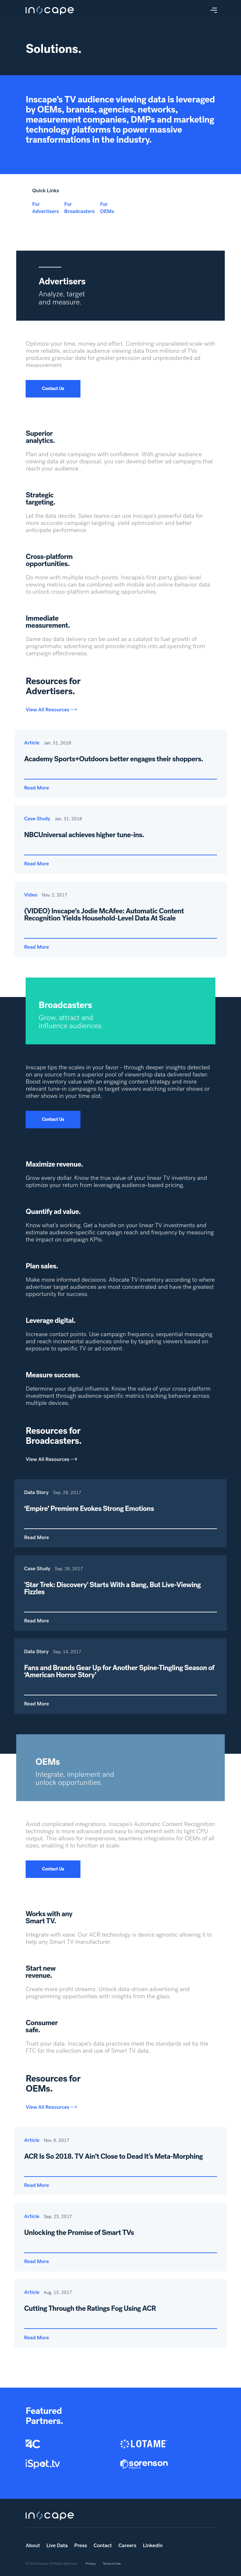 inscape
Solutions.
Inscape's TV audience viewing data is leveraged
by OEMs, brands, agencies, networks,
measurement companies, DMPs and marketing
technology platforms to power massive
transformations in the industry.
Quick Links
For
Advertisers
For
Broadcasters
For
OEMs
Advertisers
Analyze, target
and measure.
Optimize your time, money and effort. Combining unparalleled scale with
more reliable, accurate audience viewing data from millions of TVs
produces granular data for greater precision and unprecedented ad
measurement.
Contact Us
Superior
analytics.
Plan and create campaigns with confidence. With granular audience
viewing data at your disposal, you can develop better ad campaigns that
reach your audience.
Strategic
targeting.
Let the data decide. Sales teams can use Inscape's powerful data for
more accurate campaign targeting, yield optimization and better
anticipate performance.
Cross-platform
opportunities.
Do more with multiple touch-points. Inscape's first-party glass-level
viewing metrics can be combined with mobile and online behavior data
to unlock cross-platform advertising opportunities.
Immediate
measurement.
Same day data delivery can be used as a catalyst to fuel growth of
programmatic advertising and provide insights into ad spending from
campaign effectiveness.
Resources for
Advertisers.
View All Resources →
Article Jan. 31, 2018
Academy Sports+Outdoors better engages their shoppers.
Read More
Case Study Jan. 31, 2018
NBCUniversal achieves higher tune-ins.
Read More
Video Nov. 2, 2017
(VIDEO) Inscape's Jodie McAfee: Automatic Content
Recognition Yields Household-Level Data At Scale
Read More
Broadcasters
Grow, attract and
influence audiences.
Inscape tips the scales in your favor - through deeper insights detected
on any source from a superior pool of viewership data delivered faster.
Boost inventory value with an engaging content strategy and more
relevant tune-in campaigns to target viewers watching similar shows or
other shows in your time slot.
Contact Us
Maximize revenue.
Grow every dollar. Know the true value of your linear TV inventory and
optimize your return from leveraging audience-based pricing.
Quantify ad value.
Know what's working. Get a handle on your linear TV investments and
estimate audience-specific campaign reach and frequency by measuring
the impact on campaign KPIs.
Plan sales.
Make more informed decisions. Allocate TV inventory according to where
advertiser target audiences are most concentrated and have the greatest
opportunity for success.
Leverage digital.
Increase contact points. Use campaign frequency, sequential messaging
and reach incremental audiences online by targeting viewers based on
exposure to specific TV or ad content.
Measure success.
Determine your digital influence. Know the value of your cross-platform
investment through audience-specific metrics tracking behavior across
multiple devices.
Resources for
Broadcasters.
View All Resources →
Data Story Sep. 28, 2017
'Empire' Premiere Evokes Strong Emotions
Read More
Case Study Sep. 26, 2017
'Star Trek: Discovery' Starts With a Bang, But Live-Viewing
Fizzles
Read More
Data Story Sep. 14, 2017
Fans and Brands Gear Up for Another Spine-Tingling Season of
'American Horror Story'
Read More
OEMs
Integrate, implement and
unlock opportunities.
Avoid complicated integrations. Inscape's Automatic Content Recognition
technology is more advanced and easy to implement with its light CPU
output. This allows for inexpensive, seamless integrations for OEMs of all
sizes, enabling it to function at scale.
Contact Us
Works with any
Smart TV.
Integrate with ease. Our ACR technology is device agnostic allowing it to
help any Smart TV manufacturer.
Start new
revenue.
Create more profit streams. Unlock data-driven advertising and
programming opportunities with insights from the glass.
Consumer
safe.
Trust your data. Inscape's data practices meet the standards set by the
FTC for the collection and use of Smart TV data.
Resources for
OEMs.
View All Resources →
Article Nov. 8, 2017
ACR Is So 2018. TV Ain't Close to Dead It's Meta-Morphing
Read More
Article Sep. 25, 2017
Unlocking the Promise of Smart TVs
Read More
Article Aug. 15, 2017
Cutting Through the Ratings Fog Using ACR
Read More
Featured
Partners.
4C LOTAME
iSpot.tv sorenson
inscape
About Live Data Press Contact Careers LinkedIn
Privacy Terms of Use